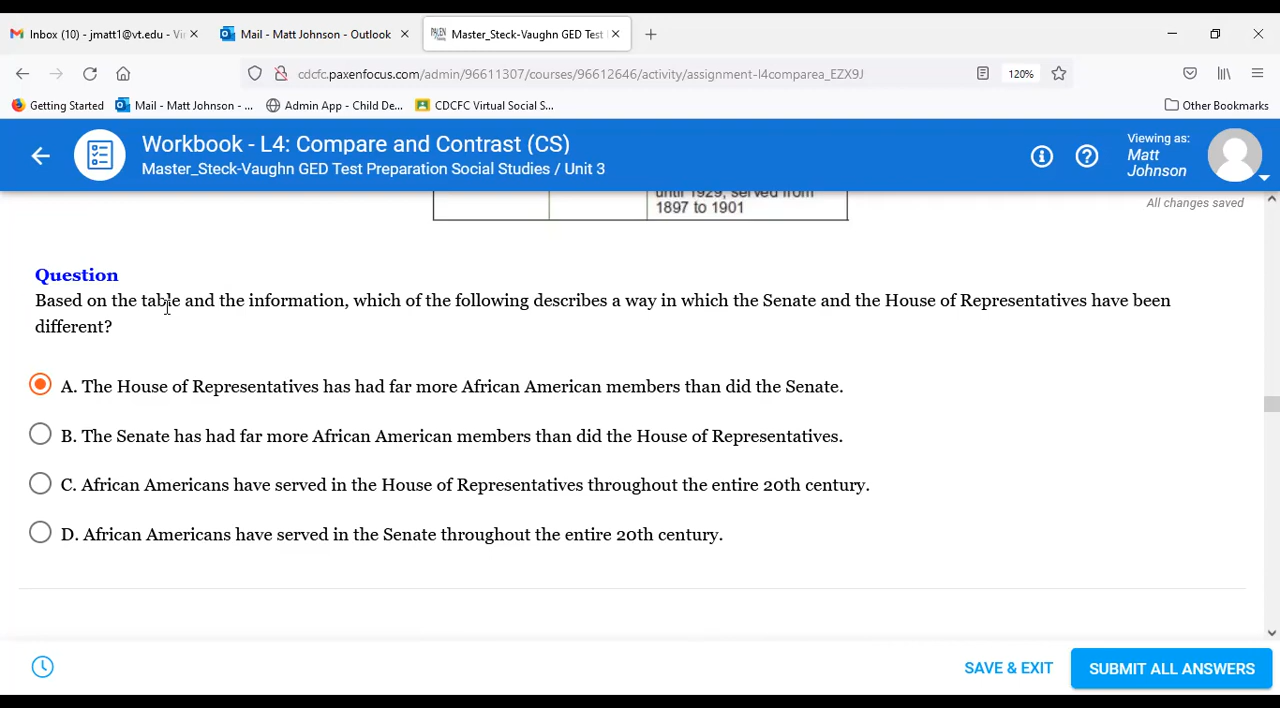 Inbox (10) - jmatt1@vt.edu - Vi
Mail - Matt Johnson - Outlook
PAXEN
Master_Steck-Vaughn GED Test
cdcfc.paxenfocus.com/admin/96611307/courses/96612646/activity/assignment-l4comparea_EZX9J
120%
Getting Started
Mail - Matt Johnson - ...
Admin App - Child De...
CDCFC Virtual Social S...
Other Bookmarks
Workbook - L4: Compare and Contrast (CS)
Master_Steck-Vaughn GED Test Preparation Social Studies / Unit 3
Viewing as:
Matt
Johnson
until 1929; served from
1897 to 1901
All changes saved
Question
Based on the table and the information, which of the following describes a way in which the Senate and the House of Representatives have been
different?
A. The House of Representatives has had far more African American members than did the Senate.
B. The Senate has had far more African American members than did the House of Representatives.
C. African Americans have served in the House of Representatives throughout the entire 20th century.
D. African Americans have served in the Senate throughout the entire 20th century.
SAVE & EXIT
SUBMIT ALL ANSWERS